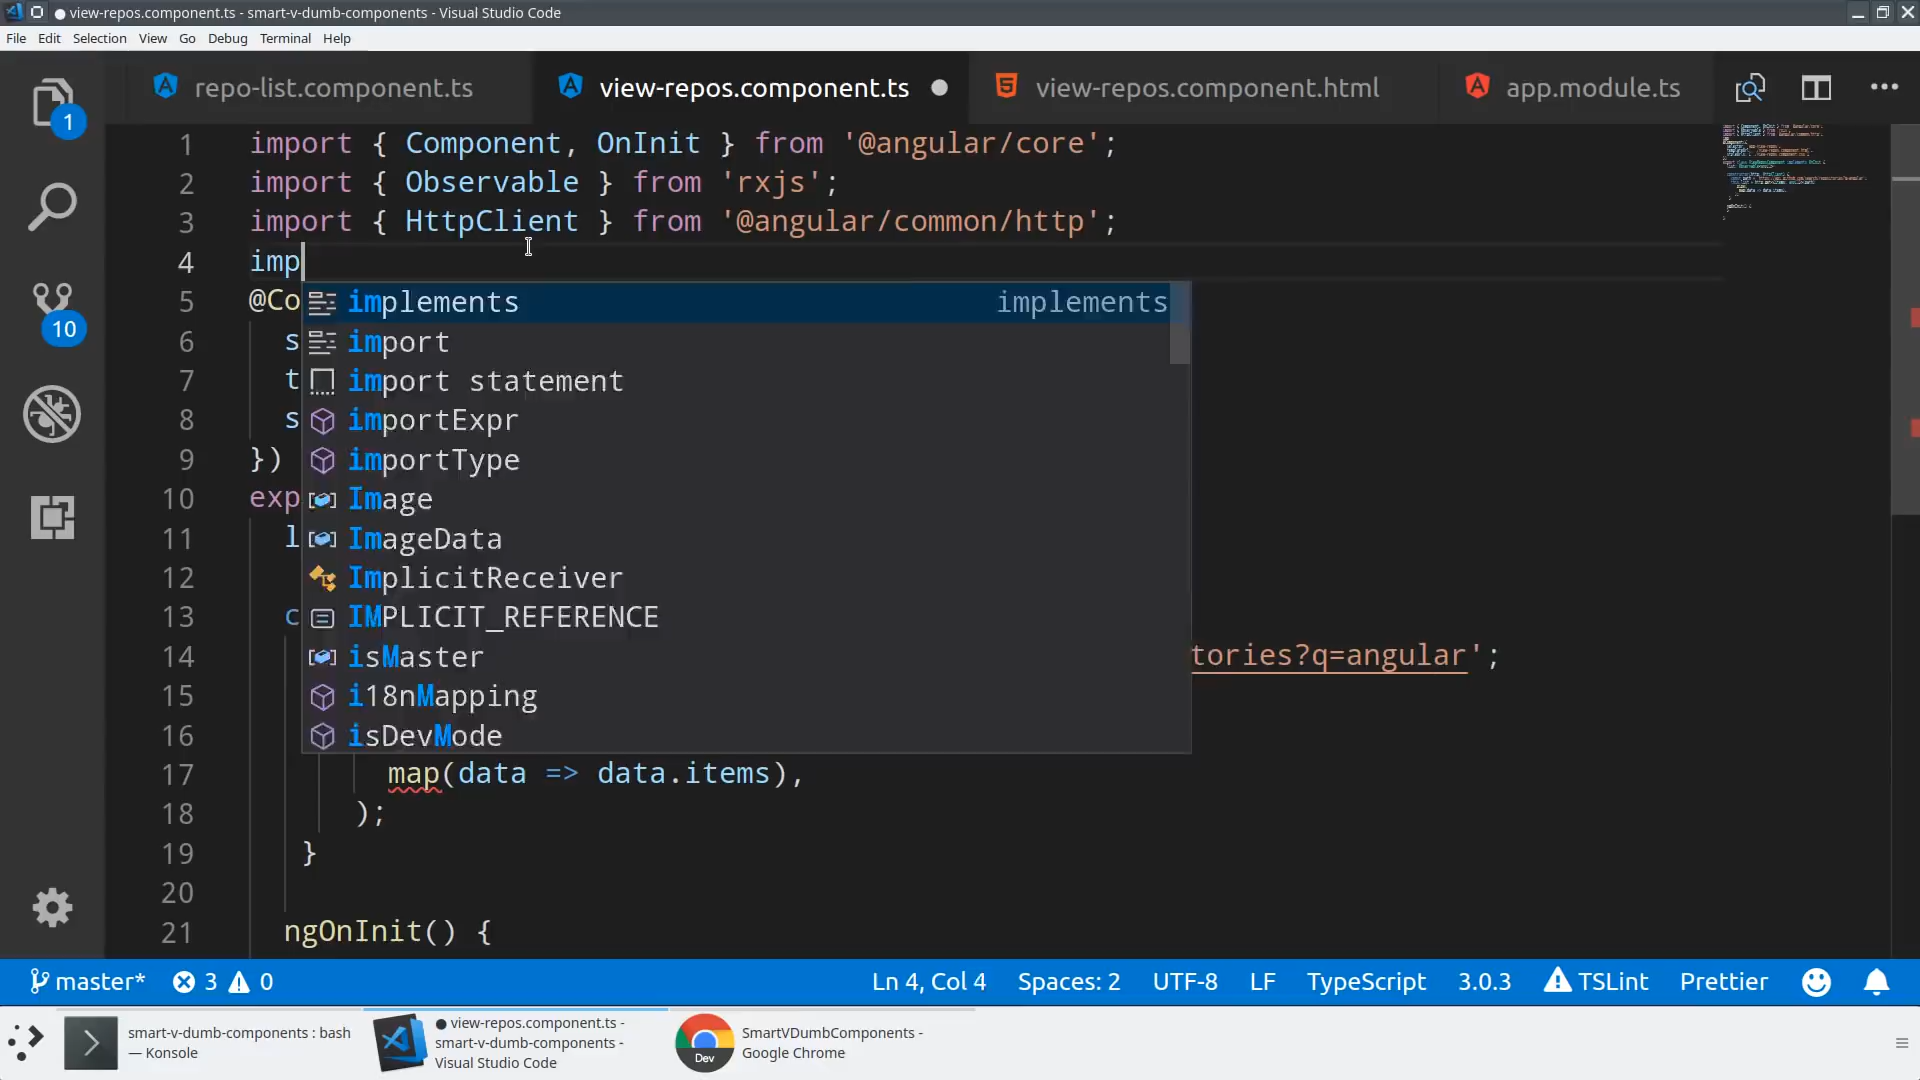 view-repos.component.ts - smart-v-dumb-components - Visual Studio Code
File Edit Selection View Go Debug Terminal Help
repo-list.component.ts view-repos.component.ts view-repos.component.html app.module.ts
1 import { Component, OnInit } from '@angular/core';
2 import { Observable } from 'rxjs';
3 import { HttpClient } from '@angular/common/http';
4 imp
5 @Co implements implements
6 s import
7 t import statement
8 s importExpr
9 }) importType
10 exp Image
11 l ImageData
12 ImplicitReceiver
13 c IMPLICIT_REFERENCE
14 isMaster tories?q=angular';
15 i18nMapping
16 isDevMode
17 map(data => data.items),
18 );
19 }
20
21 ngOnInit() {
1
10
master* 3 0 Ln 4, Col 4 Spaces: 2 UTF-8 LF TypeScript 3.0.3 TSLint Prettier
smart-v-dumb-components : bash
— Konsole
view-repos.component.ts -
smart-v-dumb-components -
Visual Studio Code
Dev
SmartVDumbComponents -
Google Chrome